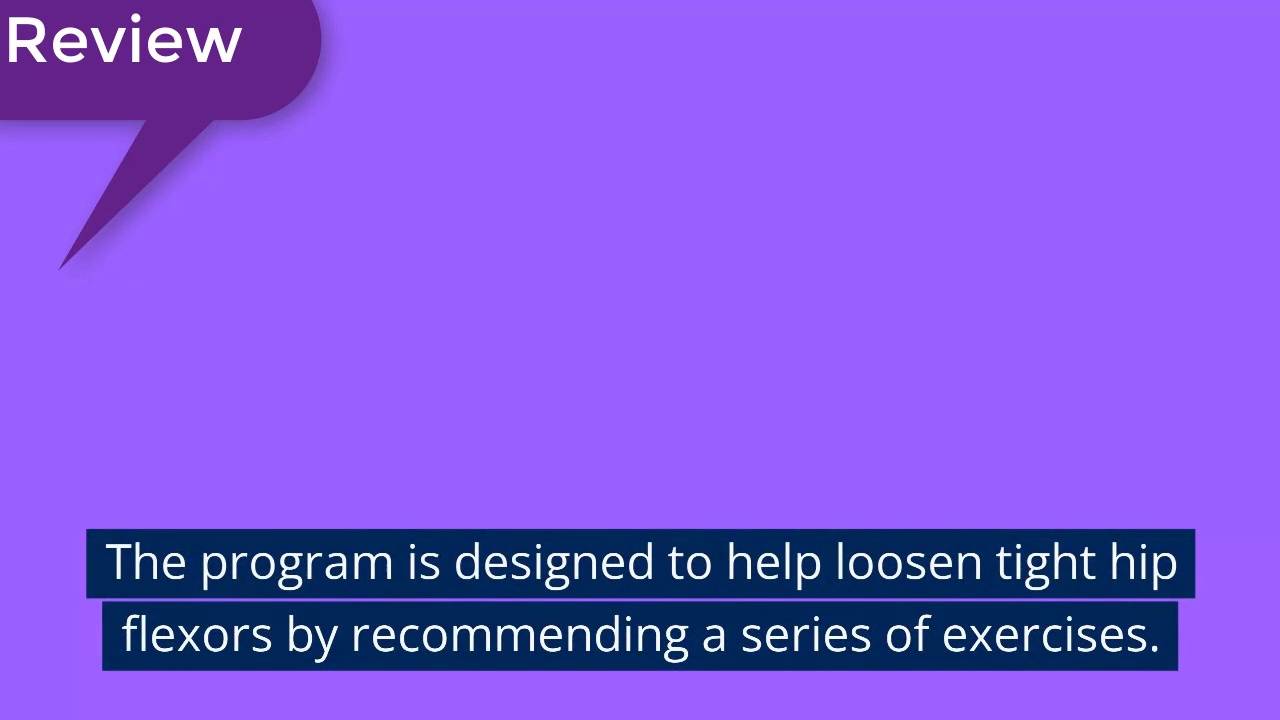 Review
The program is designed to help loosen tight hip
flexors by recommending a series of exercises.